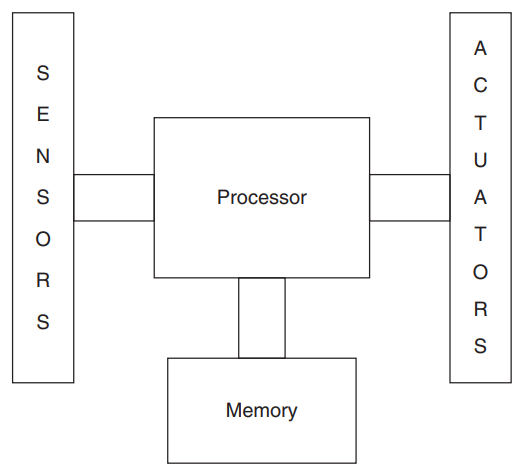 SENSORS
Processor
ACTUATORS
Memory